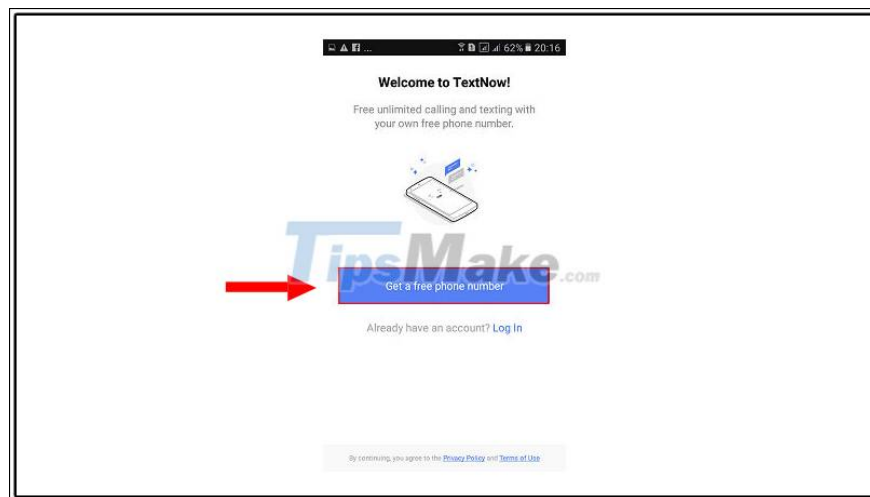 62% 20:16
Welcome to TextNow!
Free unlimited calling and texting with
your own free phone number.
TipsMake.com
Get a free phone number
Already have an account? Log In
By continuing, you agree to the Privacy Policy and Terms of Use